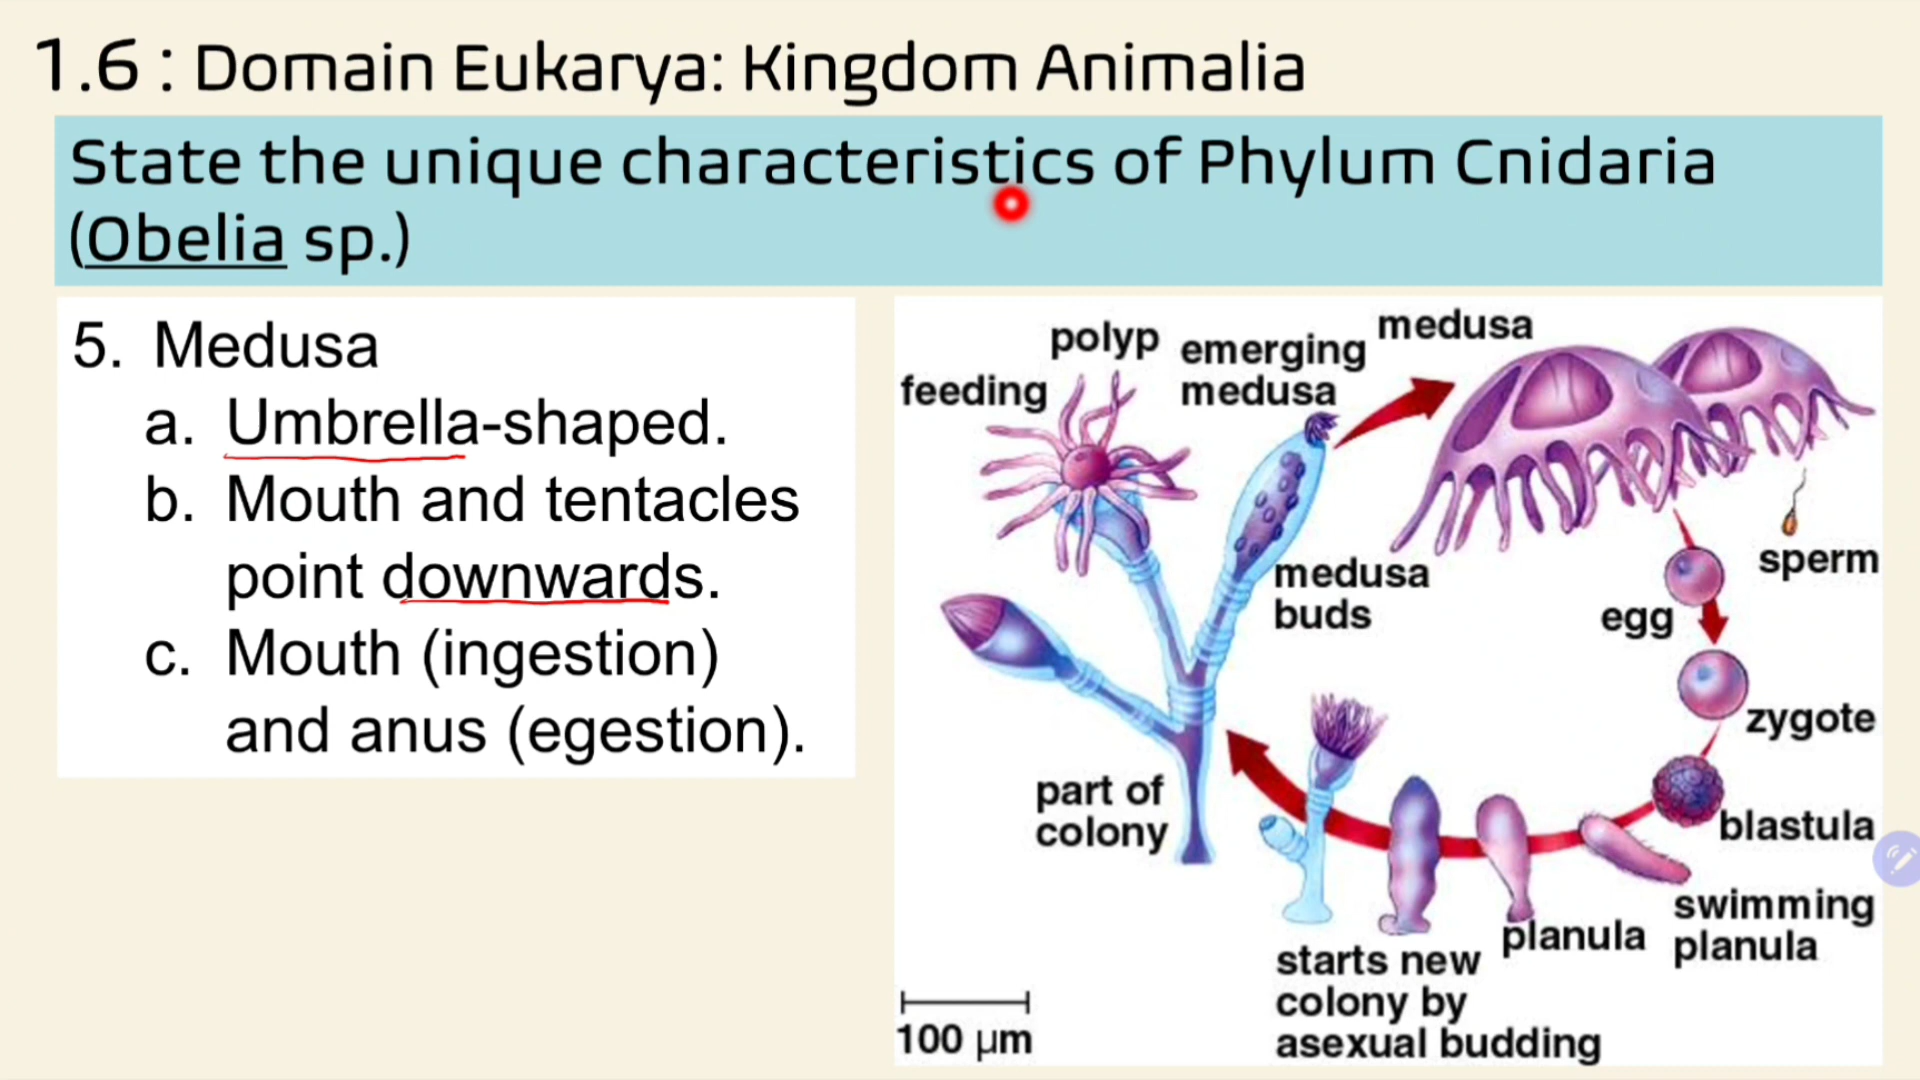 1.6 : Domain Eukarya: Kingdom Animalia
State the unique characteristics of Phylum Cnidaria
(Obelia sp.)
5. Medusa
a. Umbrella-shaped.
b. Mouth and tentacles
point downwards.
c. Mouth (ingestion)
and anus (egestion).
feeding
polyp
emerging
medusa
medusa
sperm
medusa
buds
egg
zygote
part of
colony
blastula
swimming
planula
planula
starts new
colony by
asexual budding
100 µm